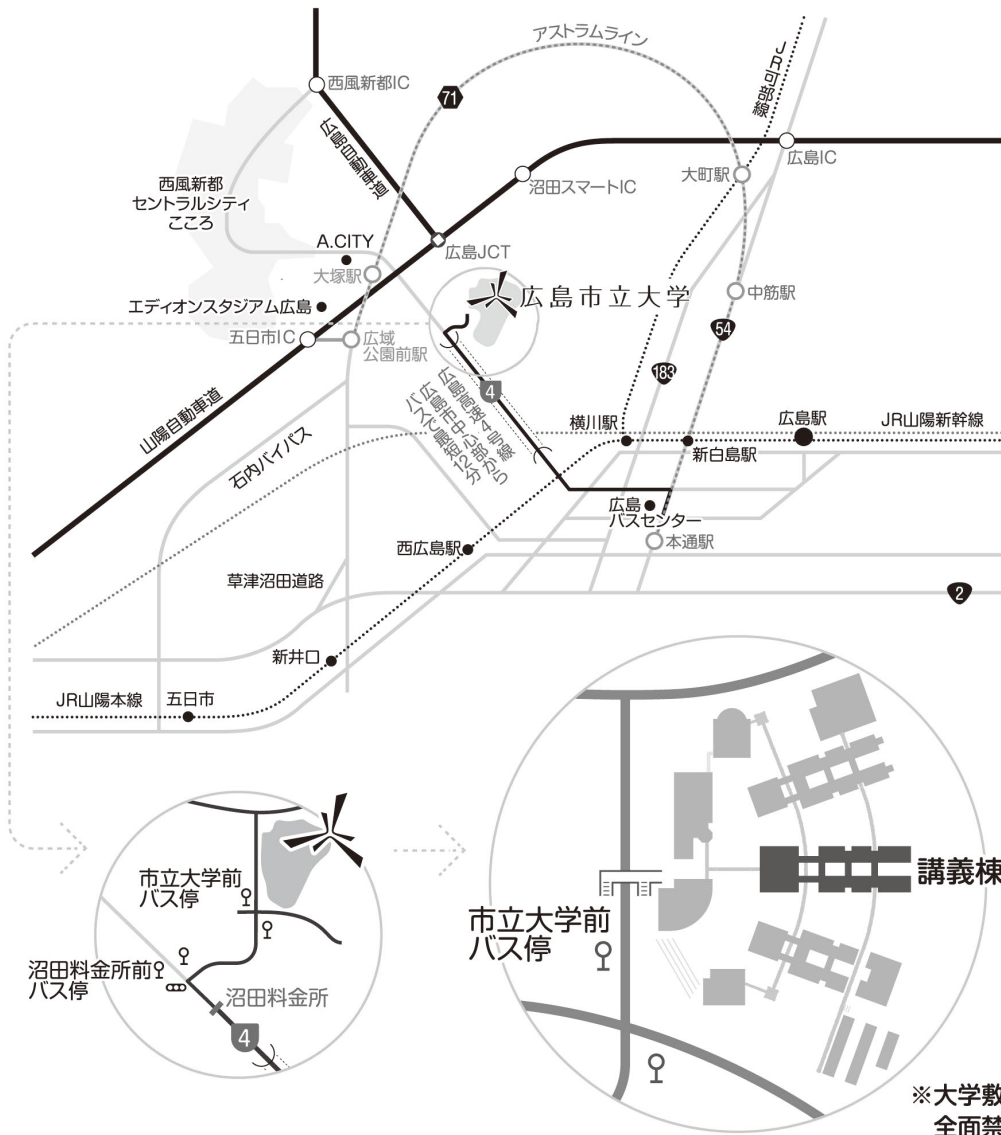 アストラムライン
JR可部線
西風新都IC
71
広島自動車道
広島IC
大町駅
沼田スマートIC
西風新都
セントラルシティ
こころ
A.CITY
広島JCT
大塚駅
広島市立大学
中筋駅
エディオンスタジアム広島
五日市IC
広域
公園前駅
54
183
4
山陽自動車道
広島高速4号線
広島市中心部から
バスで最短12分
横川駅
広島駅
JR山陽新幹線
新白島駅
石内バイパス
広島
バスセンター
本通駅
西広島駅
草津沼田道路
2
新井口
JR山陽本線
五日市
市立大学前
バス停
沼田料金所前
バス停
沼田料金所
4
講義棟
市立大学前
バス停
※大学敷
全面禁